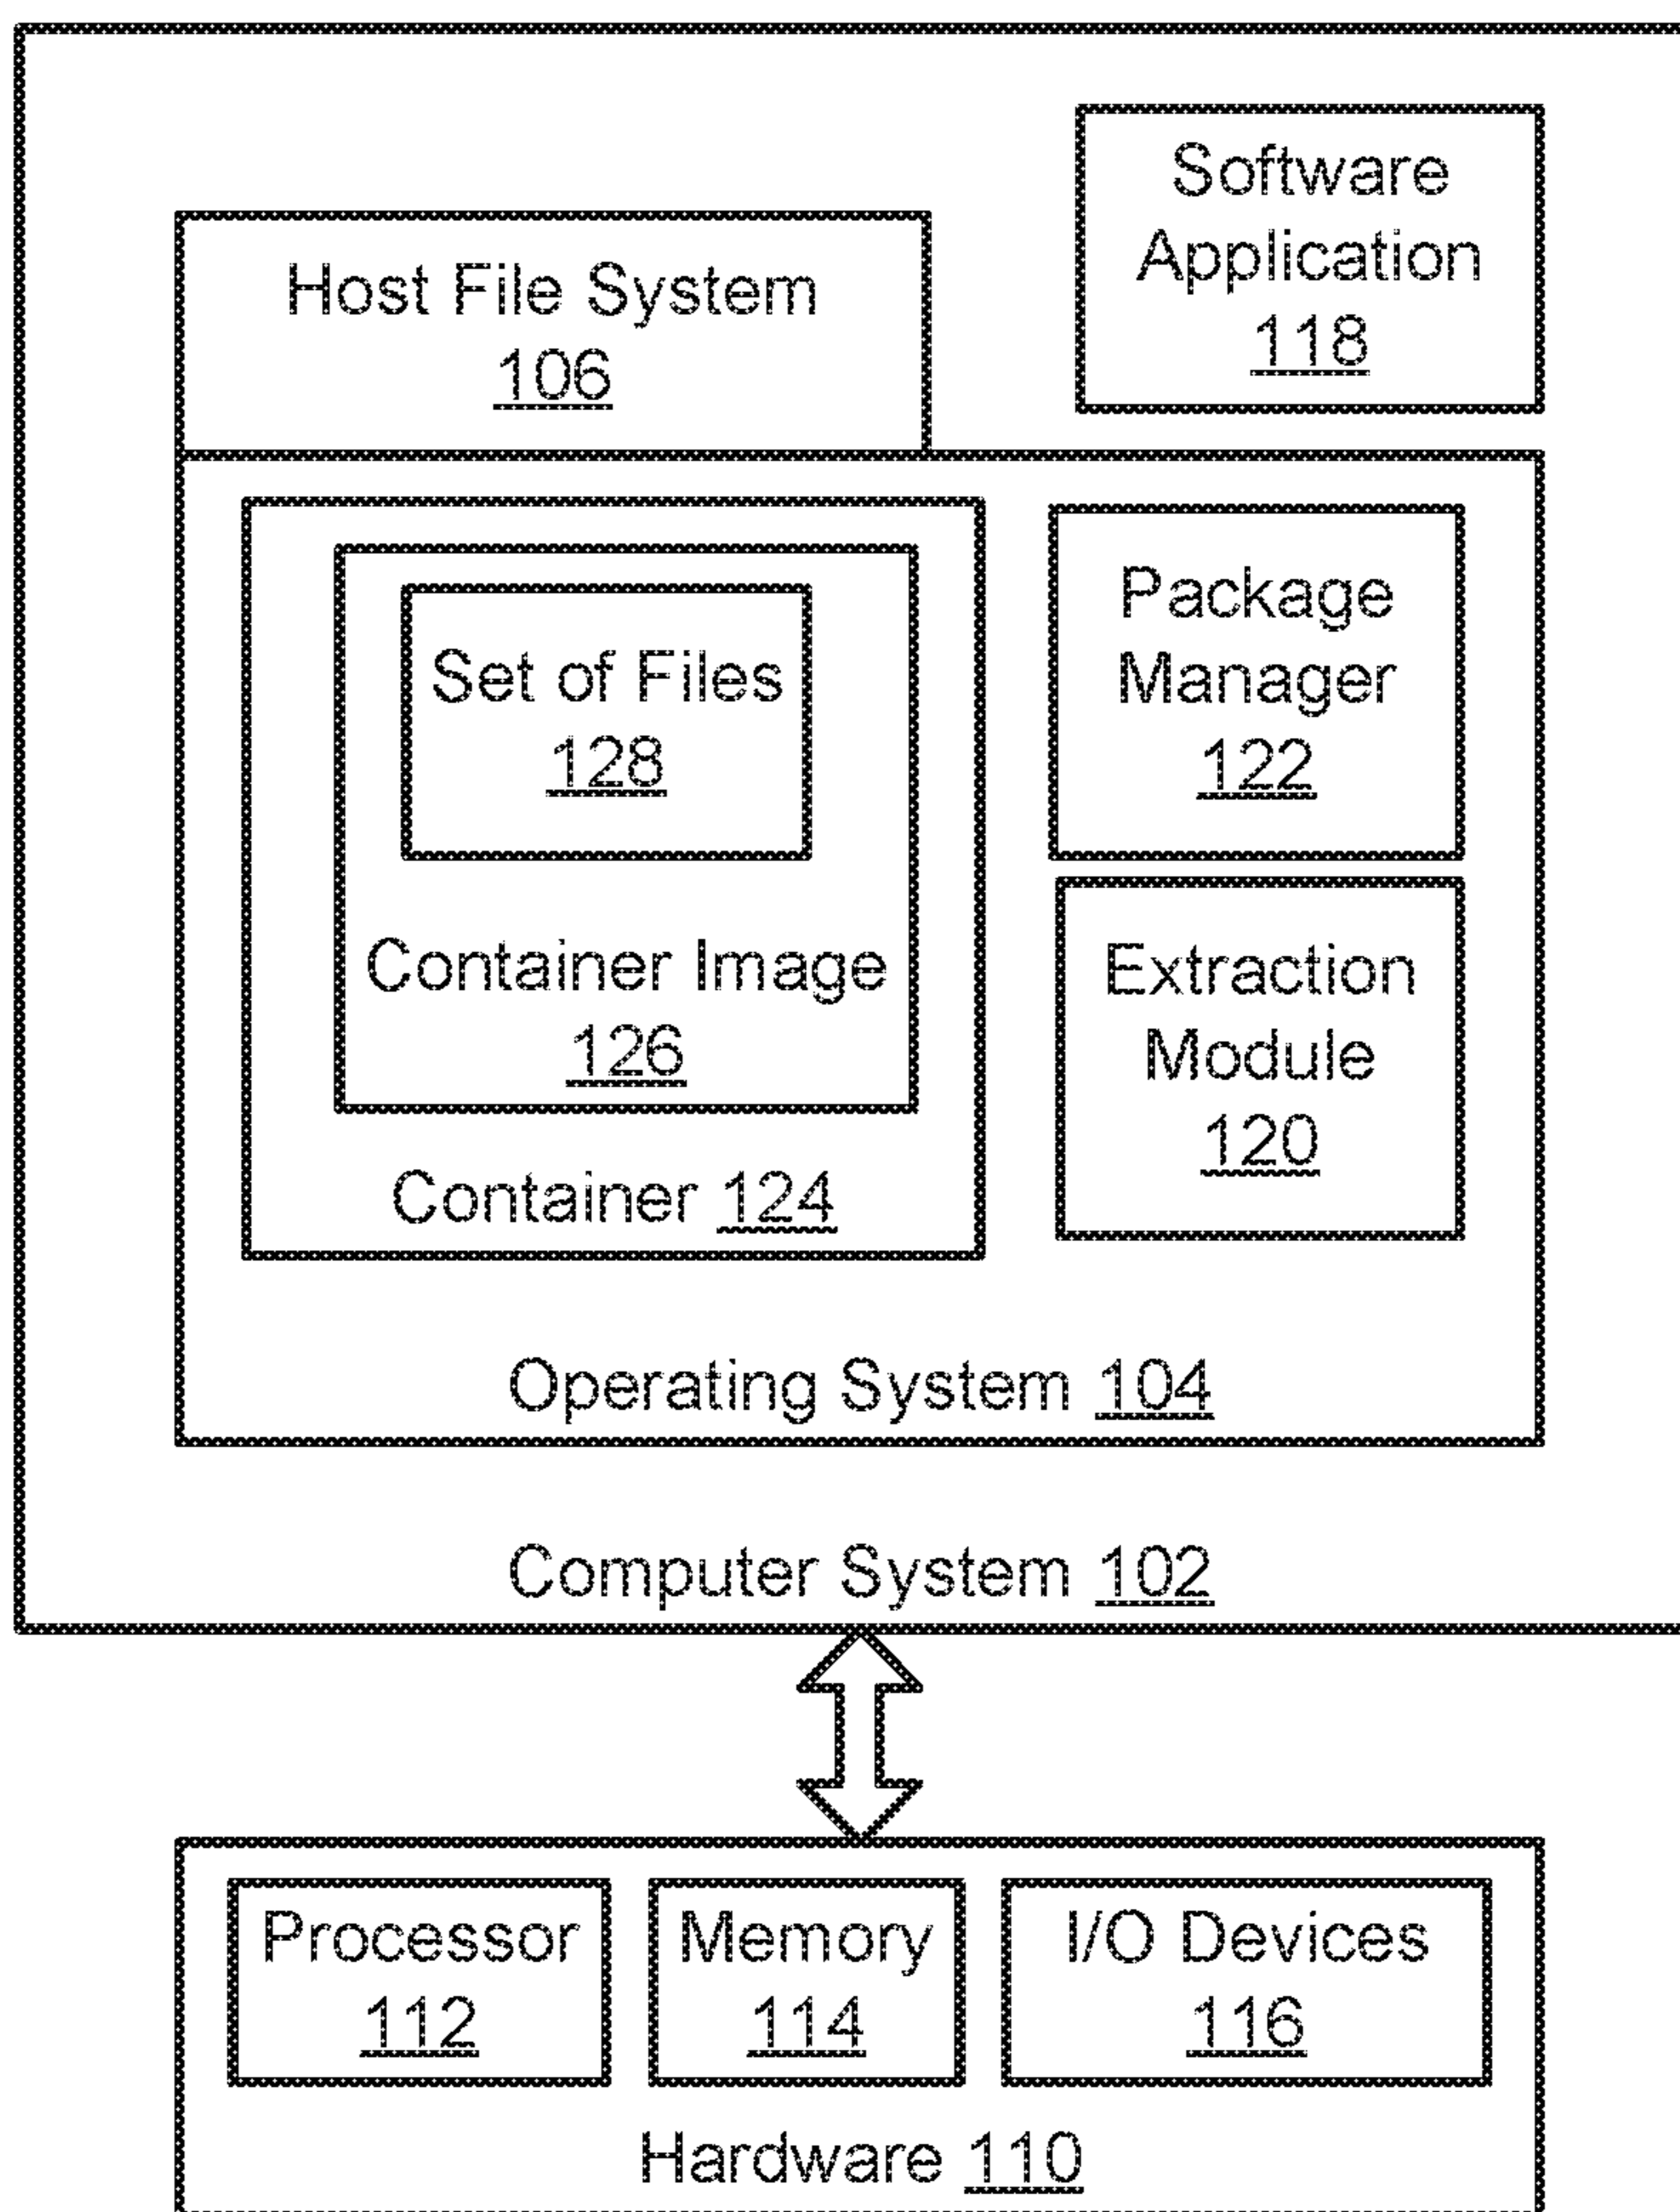 Software
Application
118
Host File System
106
Set of Files
128
Container Image
126
Container 124
Package
Manager
122
Extraction
Module
120
Operating System 104
Computer System 102
Processor
112
Memory
114
I/O Devices
116
Hardware 110